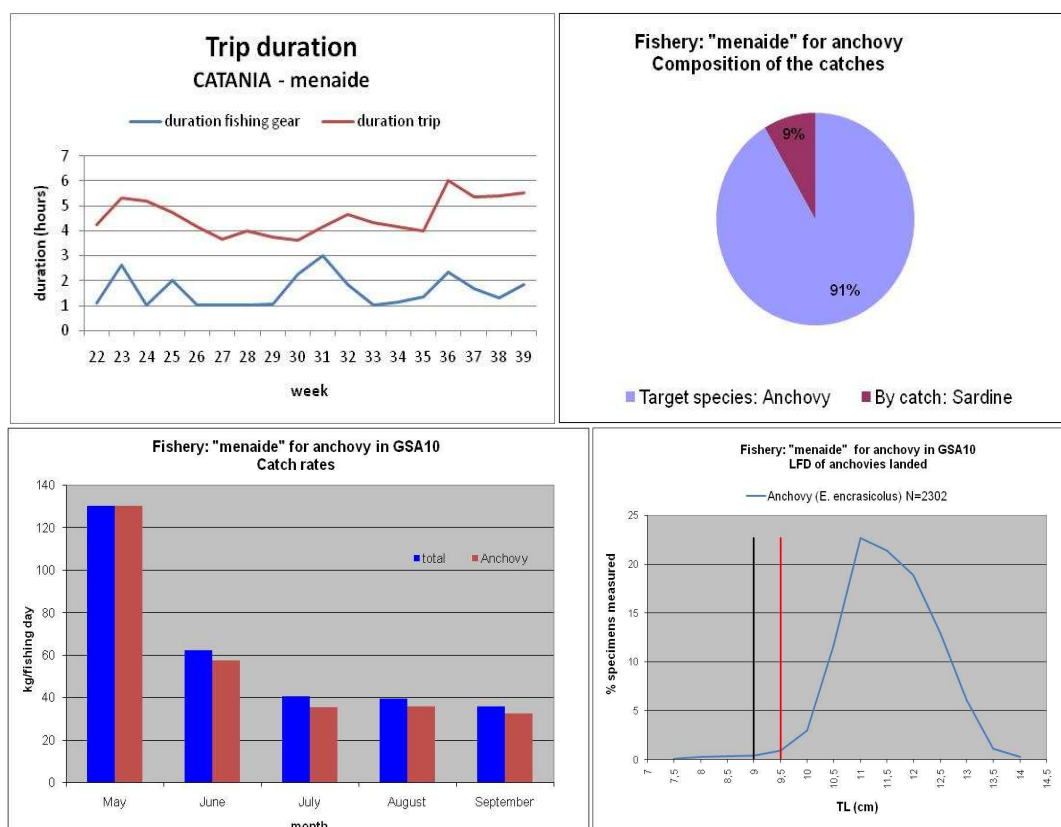 Trip duration
CATANIA - menaide
duration fishing gear duration trip
7
6
5
4
3
2
1
0
duration (hours)
22 23 24 25 26 27 28 29 30 31 32 33 34 35 36 37 38 39
week
Fishery: "menaide" for anchovy
Composition of the catches
9%
91%
Target species: Anchovy By catch: Sardine
Fishery: "menaide" for anchovy in GSA10
Catch rates
140
120
100
80
60
40
20
0
kg/fishing day
total Anchovy
May June July August September
month
Fishery: "menaide" for anchovy in GSA10
LFD of anchovies landed
Anchovy (E. encrasicolus) N=2302
25
20
15
10
5
0
% specimens measured
7 7,5 8 8,5 9 9,5 10 10,5 11 11,5 12 12,5 13 13,5 14 14,5
TL (cm)